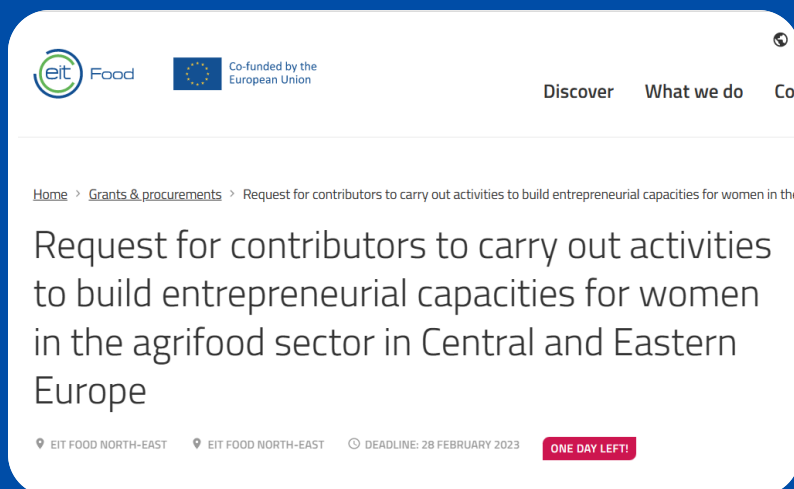 eit Food
Co-funded by the
European Union
Discover What we do Co
Home > Grants & procurements > Request for contributors to carry out activities to build entrepreneurial capacities for women in the
Request for contributors to carry out activities
to build entrepreneurial capacities for women
in the agrifood sector in Central and Eastern
Europe
EIT FOOD NORTH-EAST EIT FOOD NORTH-EAST DEADLINE: 28 FEBRUARY 2023 ONE DAY LEFT!